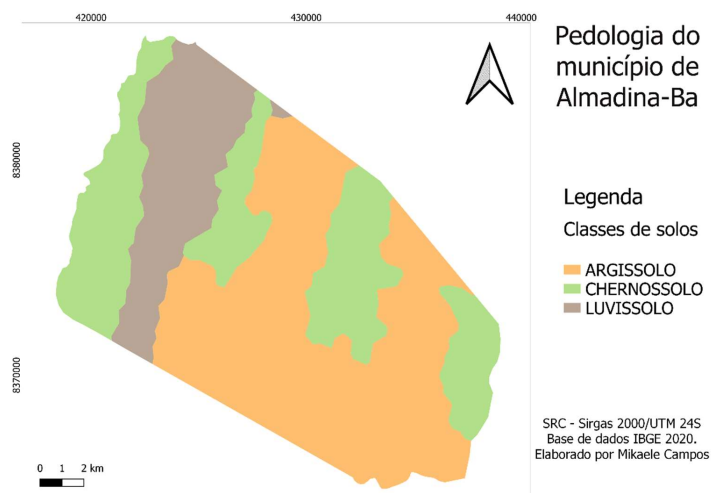 420000
430000
440000
Pedologia do
município de
Almadina-Ba
8380000
8370000
Legenda
Classes de solos
ARGISSOLO
CHERNOSSOLO
LUVISSOLO
SRC - Sirgas 2000/UTM 24S
Base de dados IBGE 2020.
Elaborado por Mikaele Campos
0 1 2 km